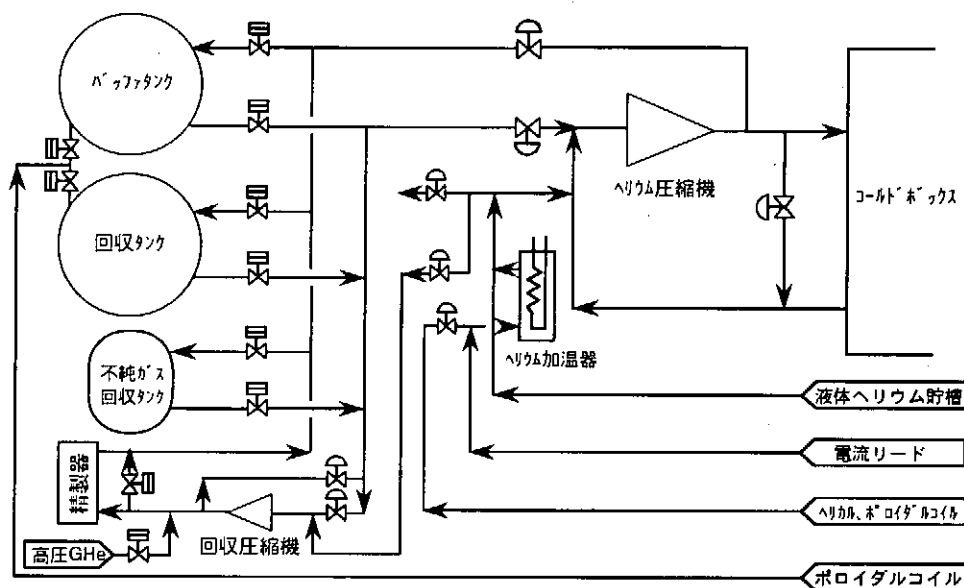 バッファタンク
回収タンク
不純ガス
回収タンク
精製器
高圧GHe
回収圧縮機
ヘリウム圧縮機
ヘリウム加温器
コールドボックス
液体ヘリウム貯槽
電流リード
ヘリカル、ポロイダルコイル
ポロイダルコイル